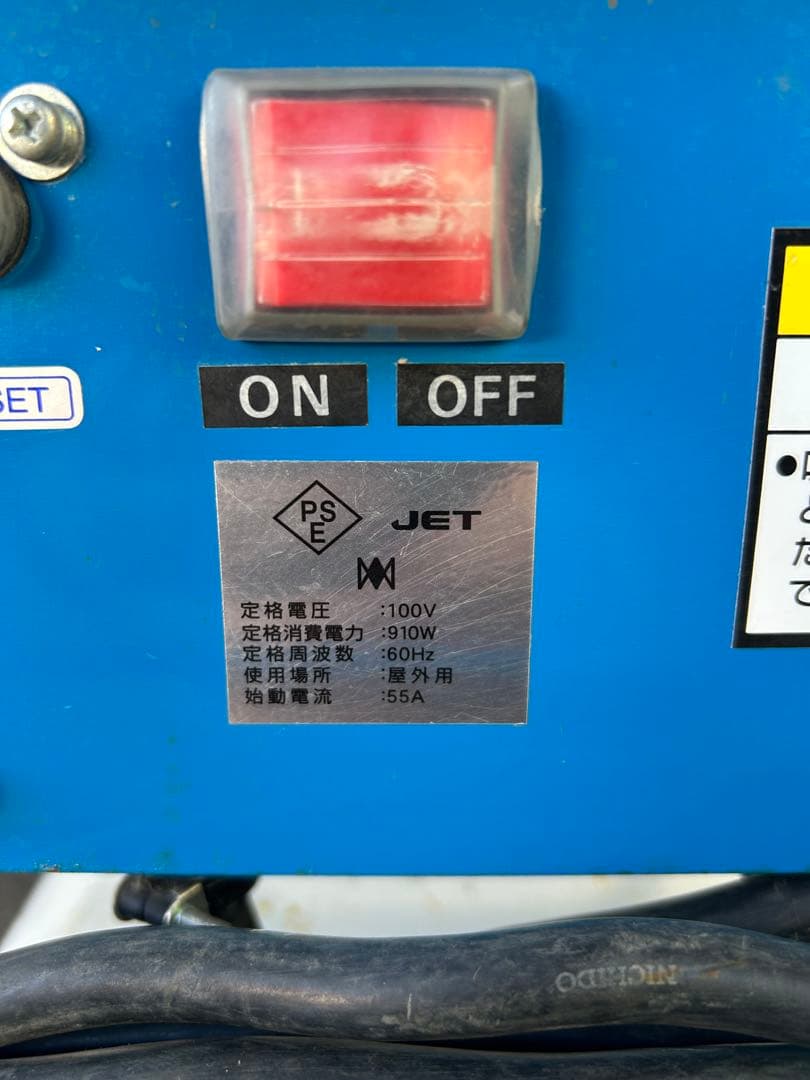 SET
ON OFF
PSE JET
定格電圧 :100V
定格消費電力 :910W
定格周波数 :60Hz
使用場所 :屋外用
始動電流 :55A
NICHIDO